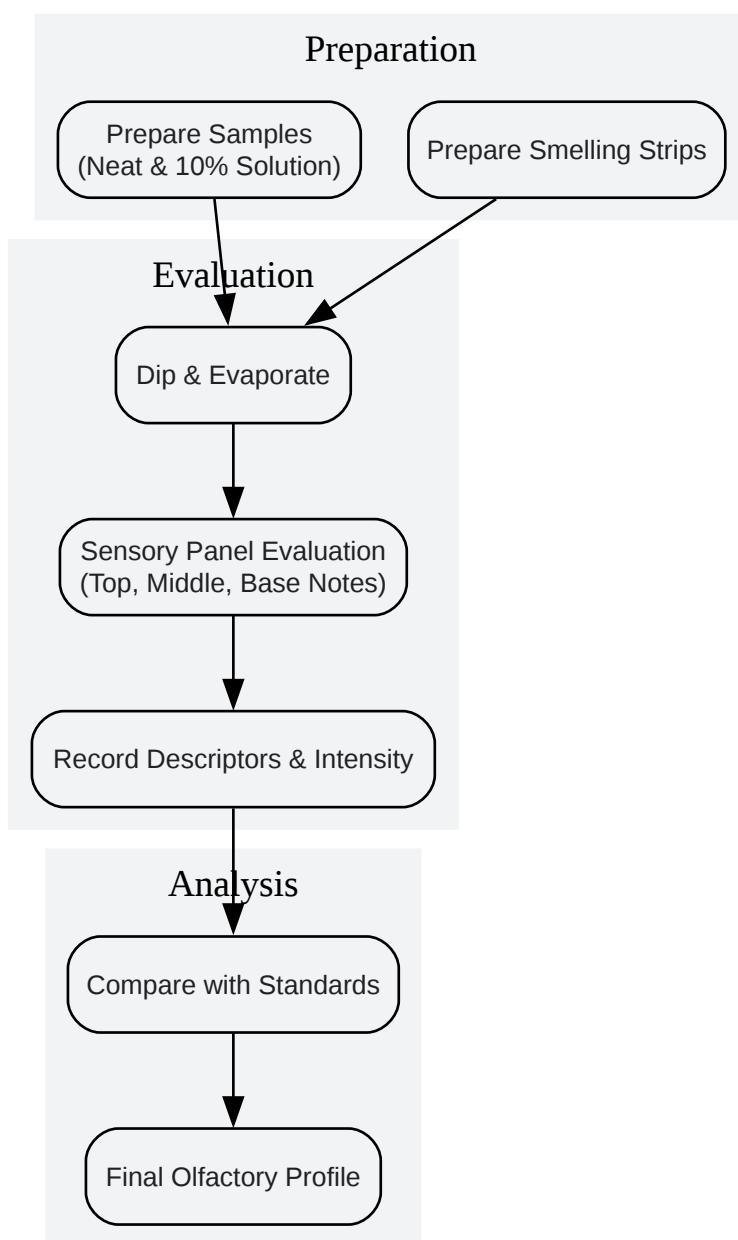 Preparation
Prepare Samples
(Neat & 10% Solution)
Prepare Smelling Strips
Evaluation
Dip & Evaporate
Sensory Panel Evaluation
(Top, Middle, Base Notes)
Record Descriptors & Intensity
Analysis
Compare with Standards
Final Olfactory Profile